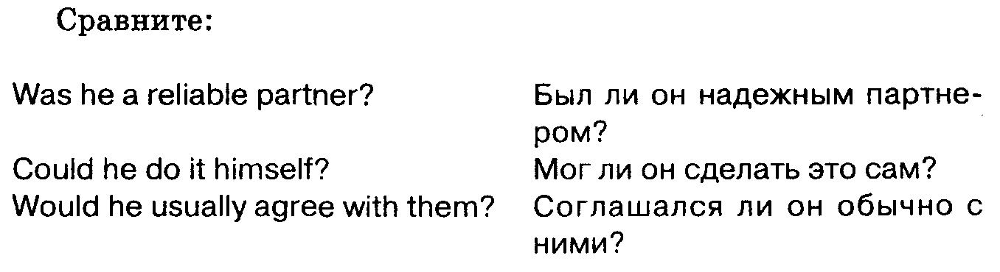 Сравните:
Was he a reliable partner? Был ли он надежным партне-
ром?
Could he do it himself? Мог ли он сделать это сам?
Would he usually agree with them? Соглашался ли он обычно с
ними?